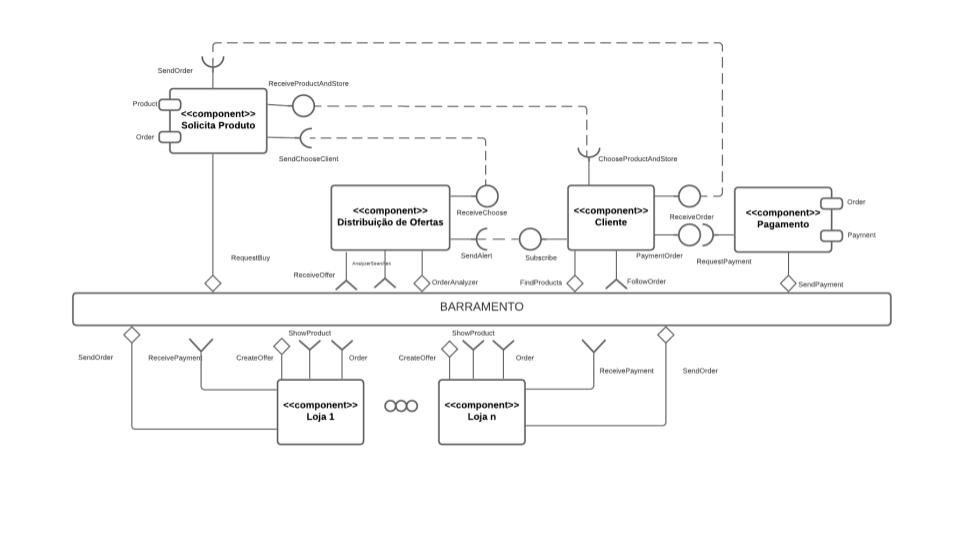 SendOrder
ReceiveProductAndStore
Product
<<component>>
Solicita Produto
Order
SendChooseClient
ChooseProductAndStore
<<component>>
Distribuição de Ofertas
ReceiveChoose
<<component>>
Cliente
ReceiveOrder
<<component>>
Pagamento
Order
Payment
RequestBuy
SendAlert
Subscribe
PaymentOrder
RequestPayment
ReceiveOffer
OrderAnalyzer
FindProducts
FollowOrder
SendPayment
BARRAMENTO
SendOrder
ReceivePaymen
ShowProduct
CreateOffer
Order
ShowProduct
CreateOffer
Order
ReceivePayment
SendOrder
<<component>>
Loja 1
<<component>>
Loja n